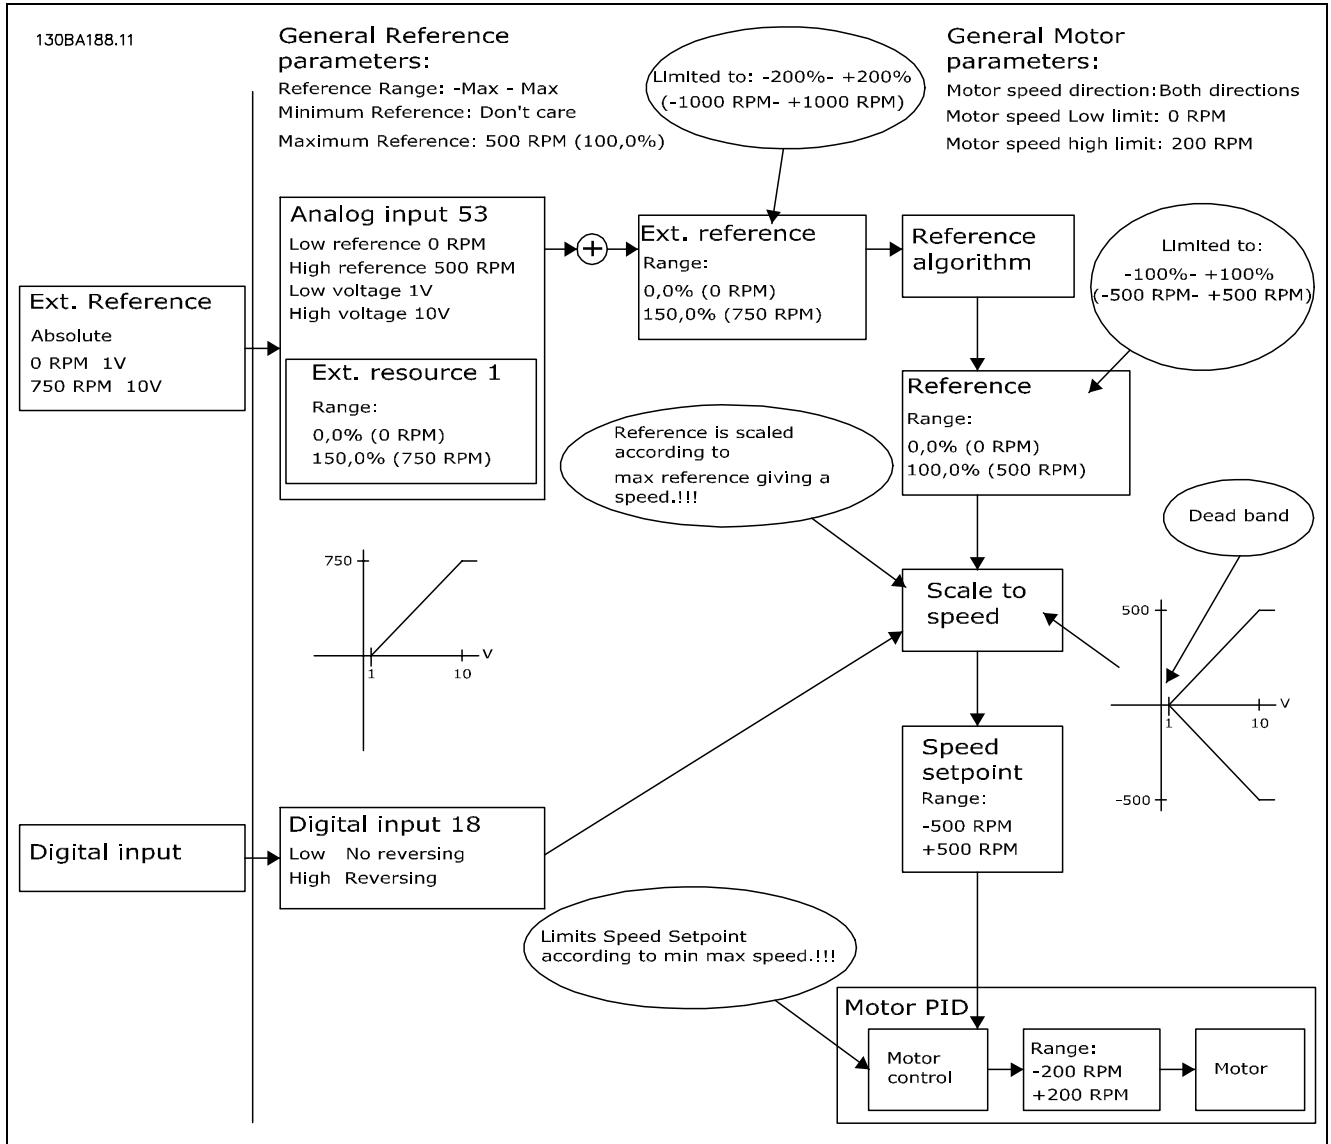 130BA188.11
General Reference
parameters:
Reference Range: -Max - Max
Minimum Reference: Don't care
Maximum Reference: 500 RPM (100,0%)
Limited to: -200%- +200%
(-1000 RPM- +1000 RPM)
General Motor
parameters:
Motor speed direction:Both directions
Motor speed Low limit: 0 RPM
Motor speed high limit: 200 RPM
Ext. Reference
Absolute
0 RPM 1V
750 RPM 10V
Analog input 53
Low reference 0 RPM
High reference 500 RPM
Low voltage 1V
High voltage 10V
Ext. resource 1
Range:
0,0% (0 RPM)
150,0% (750 RPM)
+
Ext. reference
Range:
0,0% (0 RPM)
150,0% (750 RPM)
Reference
algorithm
Limited to:
-100%- +100%
(-500 RPM- +500 RPM)
Reference
Range:
0,0% (0 RPM)
100,0% (500 RPM)
Reference is scaled
according to
max reference giving a
speed.!!!
Dead band
750
V
1
10
Scale to
speed
500
V
1
10
-500
Speed
setpoint
Range:
-500 RPM
+500 RPM
Digital input
Digital input 18
Low No reversing
High Reversing
Limits Speed Setpoint
according to min max speed.!!!
Motor PID
Motor
control
Range:
-200 RPM
+200 RPM
Motor